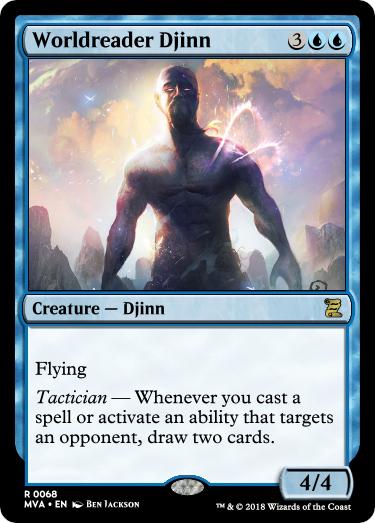 Worldreader Djinn 3
Creature — Djinn
Flying
Tactician — Whenever you cast a
spell or activate an ability that targets
an opponent, draw two cards.
4/4
R 0068
MVA • EN Ben Jackson
™ & © 2018 Wizards of the Coast